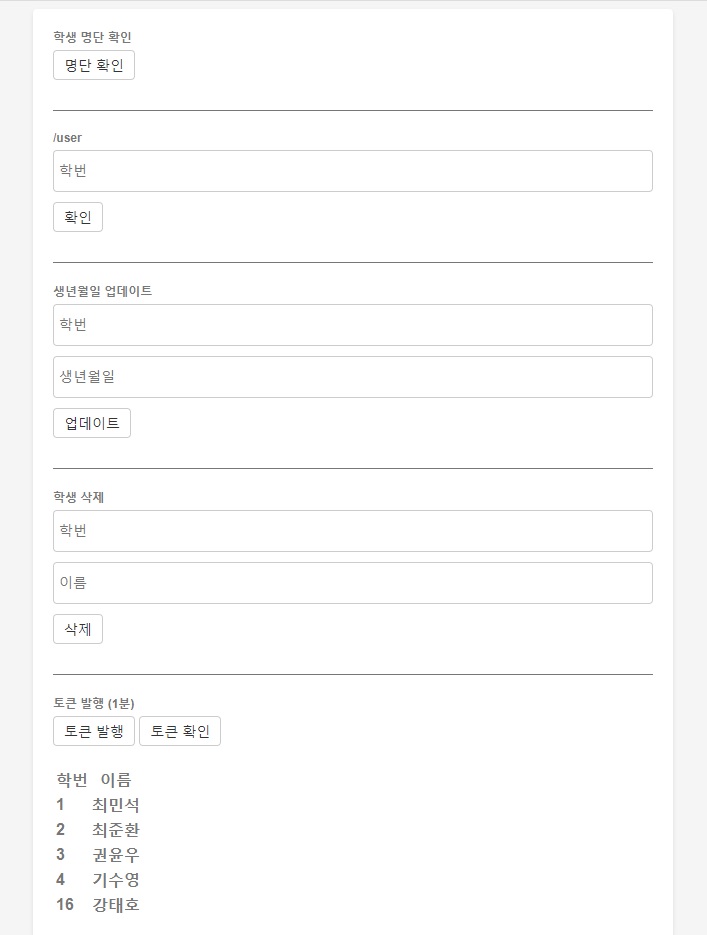 학생 명단 확인
명단 확인
/user
학번
확인
생년월일 업데이트
학번
생년월일
업데이트
학생 삭제
학번
이름
삭제
토큰 발행 (1분)
토큰 발행 토큰 확인
학번 이름
1 최민석
2 최준환
3 권윤우
4 기수영
16 강태호